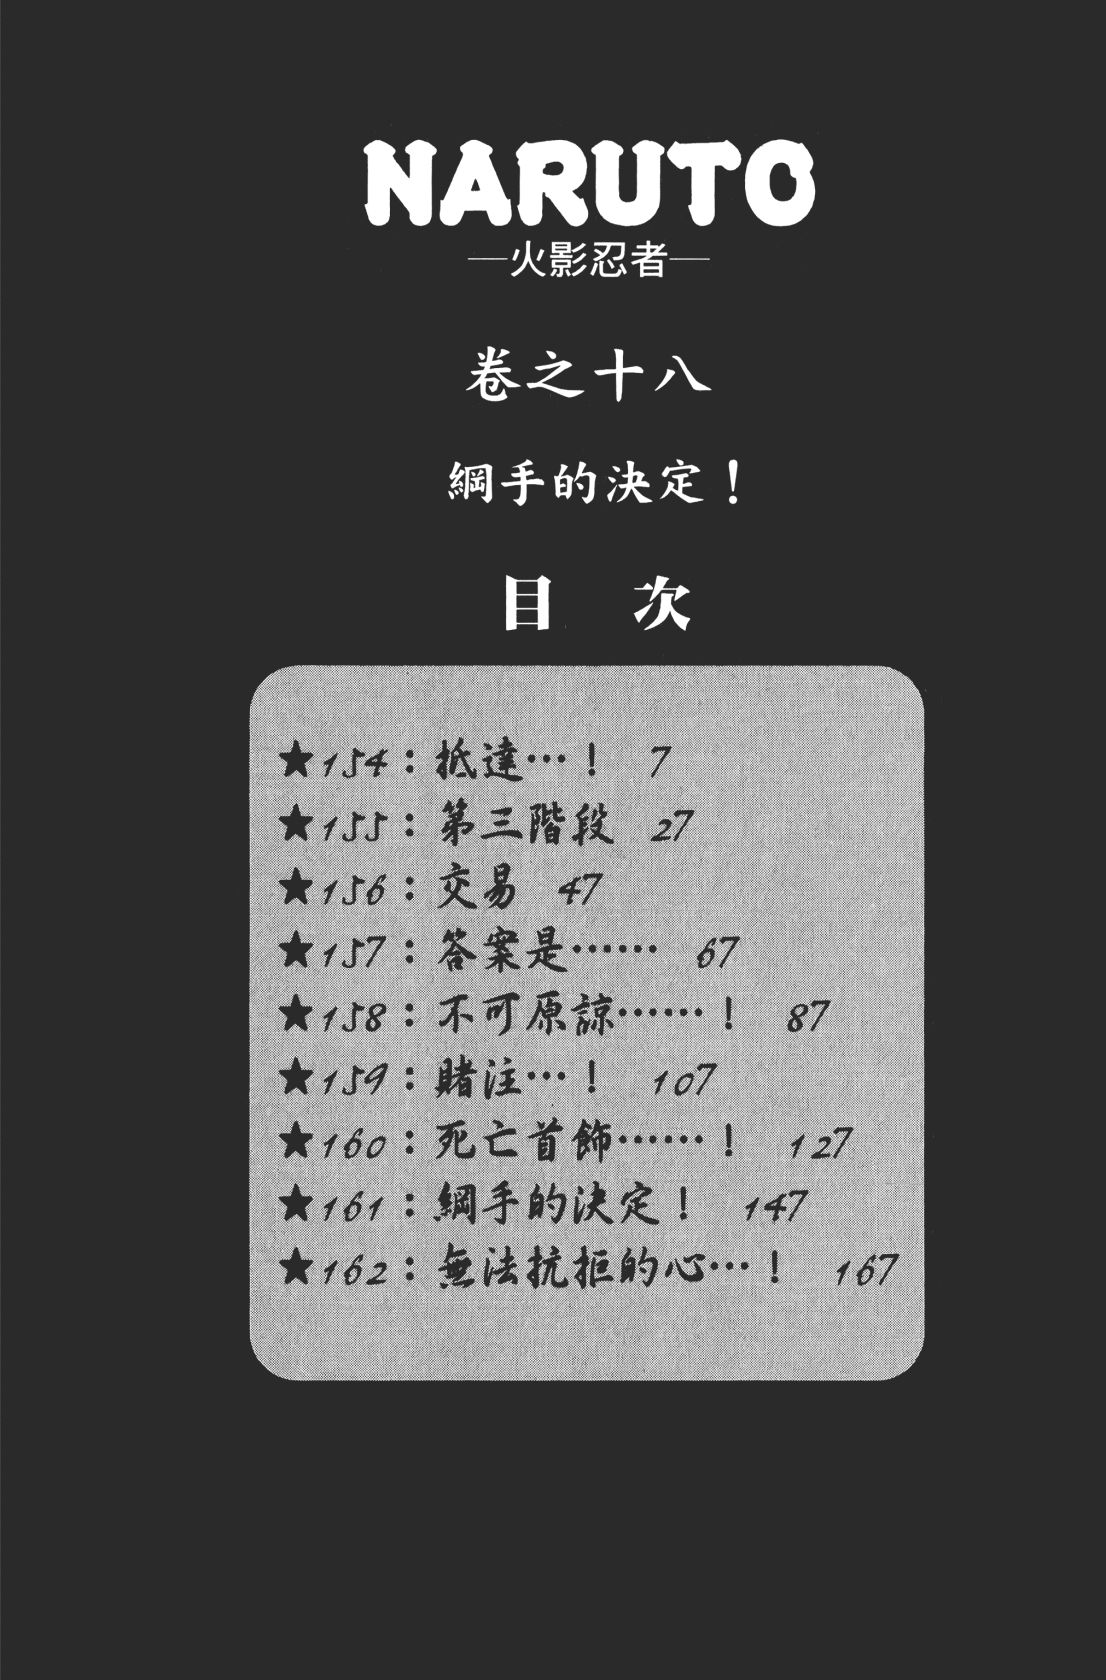 NARUTO
—火影忍者—
卷之十八
綱手的決定！
目 次
★154：抵達…！ 7
★155：第三階段 27
★156：交易 47
★157：答案是…… 67
★158：不可原諒……！ 87
★159：賭注…！ 107
★160：死亡首飾……！ 127
★161：綱手的決定！ 147
★162：無法抗拒的心…！ 167